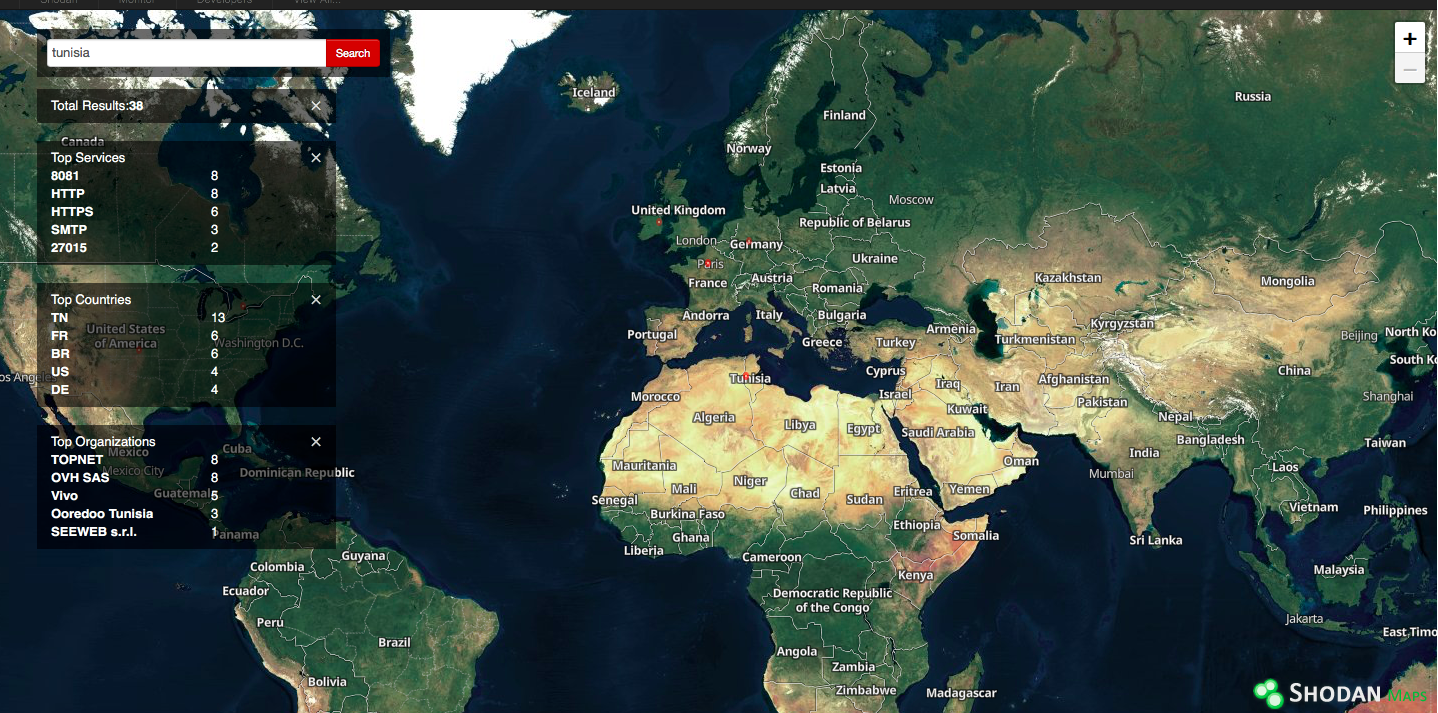 Shodan Monitor Developers View All...
tunisia Search
Total Results:38 ×
Top Services ×
8081 8
HTTP 8
HTTPS 6
SMTP 3
27015 2
Top Countries ×
TN 13
FR 6
BR 6
US 4
DE 4
Top Organizations ×
TOPNET 8
OVH SAS 8
Vivo 5
Ooredoo Tunisia 3
SEEWEB s.r.l. 1
+
−
Canada
United States
of America
Washington D.C.
os Angeles
Mexico
Mexico City
Cuba
Dominican Republic
Guatemala
Panama
Guyana
Colombia
Ecuador
Peru
Brazil
Bolivia
Iceland
Russia
Finland
Norway
Estonia
Latvia
Moscow
United Kingdom
Republic of Belarus
London
Germany
Ukraine
Paris
Austria
Kazakhstan
Mongolia
France
Romania
Andorra
Italy
Bulgaria
Kyrgyzstan
Portugal
Armenia
Beijing
North Ko
Greece
Turkey
Turkmenistan
South Ko
Cyprus
China
Tunisia
Iraq
Iran
Afghanistan
Morocco
Israel
Shanghai
Kuwait
Pakistan
Algeria
Libya
Egypt
Nepal
Saudi Arabia
Bangladesh
Taiwan
India
Mauritania
Oman
Laos
Mumbai
Niger
Mali
Chad
Sudan
Eritrea
Yemen
Senegal
Vietnam
Philippines
Burkina Faso
Ethiopia
Ghana
Somalia
Sri Lanka
Liberia
Cameroon
Malaysia
Kenya
Democratic Republic
of the Congo
Jakarta
East Timo
Angola
Zambia
Zimbabwe
Madagascar
SHODAN MAPS